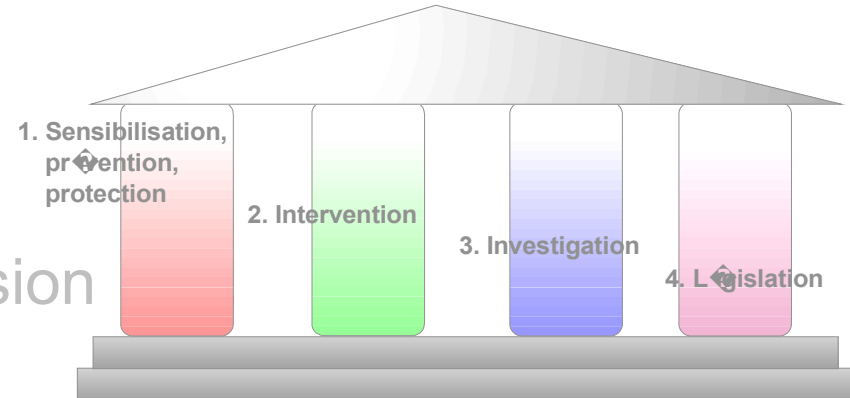 1. Sensibilisation,
pr�vention,
protection
2. Intervention
3. Investigation
sion
4. L�gislation